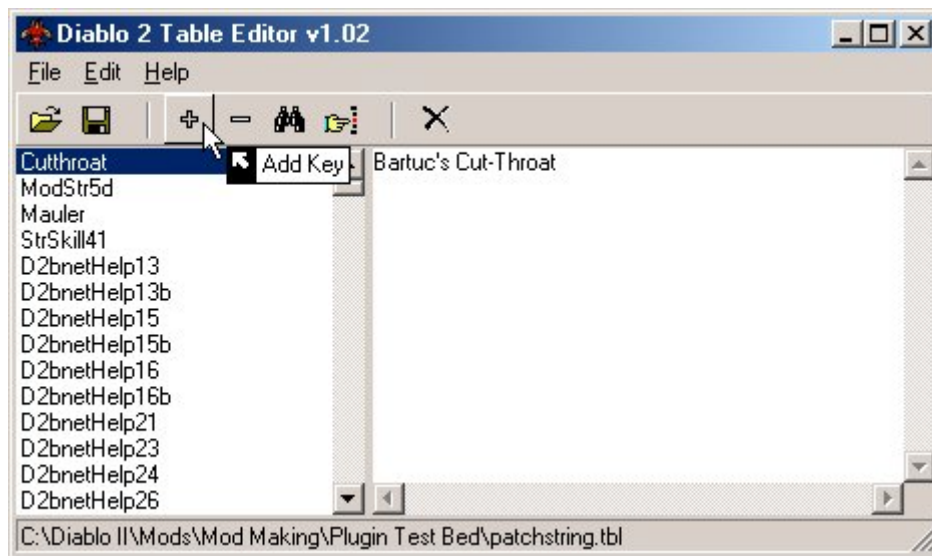 Diablo 2 Table Editor v1.02
File Edit Help
Add Key
Cutthroat
ModStr5d
Mauler
StrSkill41
D2bnetHelp13
D2bnetHelp13b
D2bnetHelp15
D2bnetHelp15b
D2bnetHelp16
D2bnetHelp16b
D2bnetHelp21
D2bnetHelp23
D2bnetHelp24
D2bnetHelp26
Bartuc's Cut-Throat
C:\Diablo II\Mods\Mod Making\Plugin Test Bed\patchstring.tbl